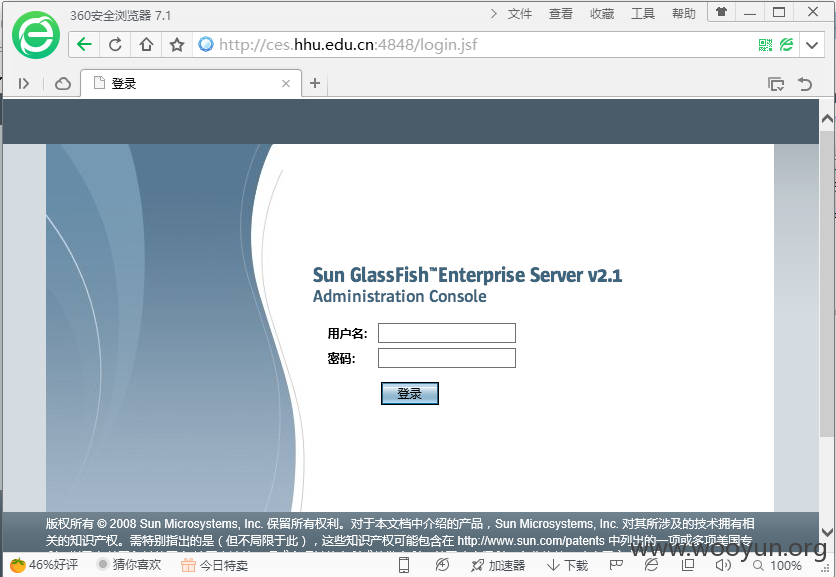 360安全浏览器 7.1
文件 查看 收藏 工具 帮助
http://ces.hhu.edu.cn:4848/login.jsf
登录
Sun GlassFish™Enterprise Server v2.1
Administration Console
用户名:
密码:
登录
版权所有 © 2008 Sun Microsystems, Inc. 保留所有权利。对于本文档中介绍的产品，Sun Microsystems, Inc. 对其所涉及的技术拥有相
关的知识产权。需特别指出的是（但不局限于此），这些知识产权可能包含在 http://www.sun.com/patents 中列出的一项或多项美国专
www.wooyun.org
46%好评 猜你喜欢 今日特卖 加速器 下载 100%